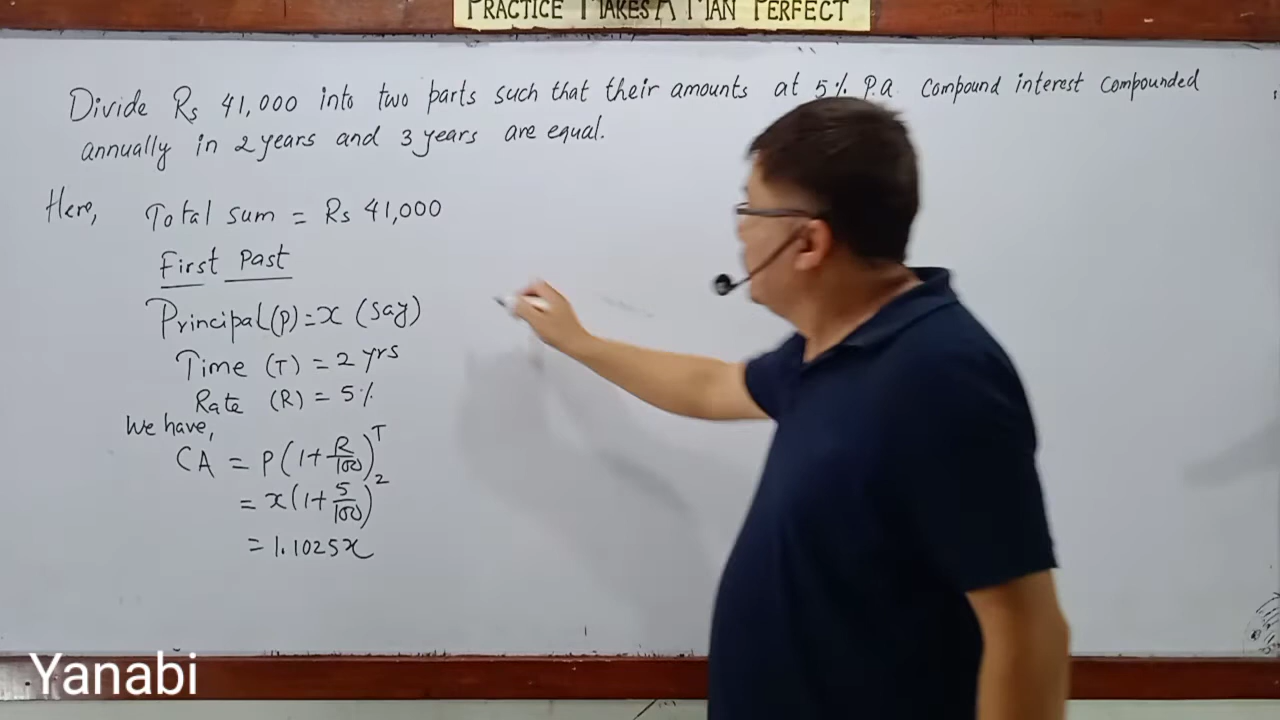 PRACTICE MAKES A MAN PERFECT
Divide Rs 41,000 into two parts such that their amounts at 5% P.a. Compound interest Compounded
annually in 2 years and 3 years are equal.
Here, Total sum = Rs 41,000
First Part
Principal(P) = x (say)
Time (T) = 2 yrs
Rate (R) = 5%
We have,
CA = P(1+R/100)^T
= x(1+5/100)^2
= 1.1025x
Yanabi